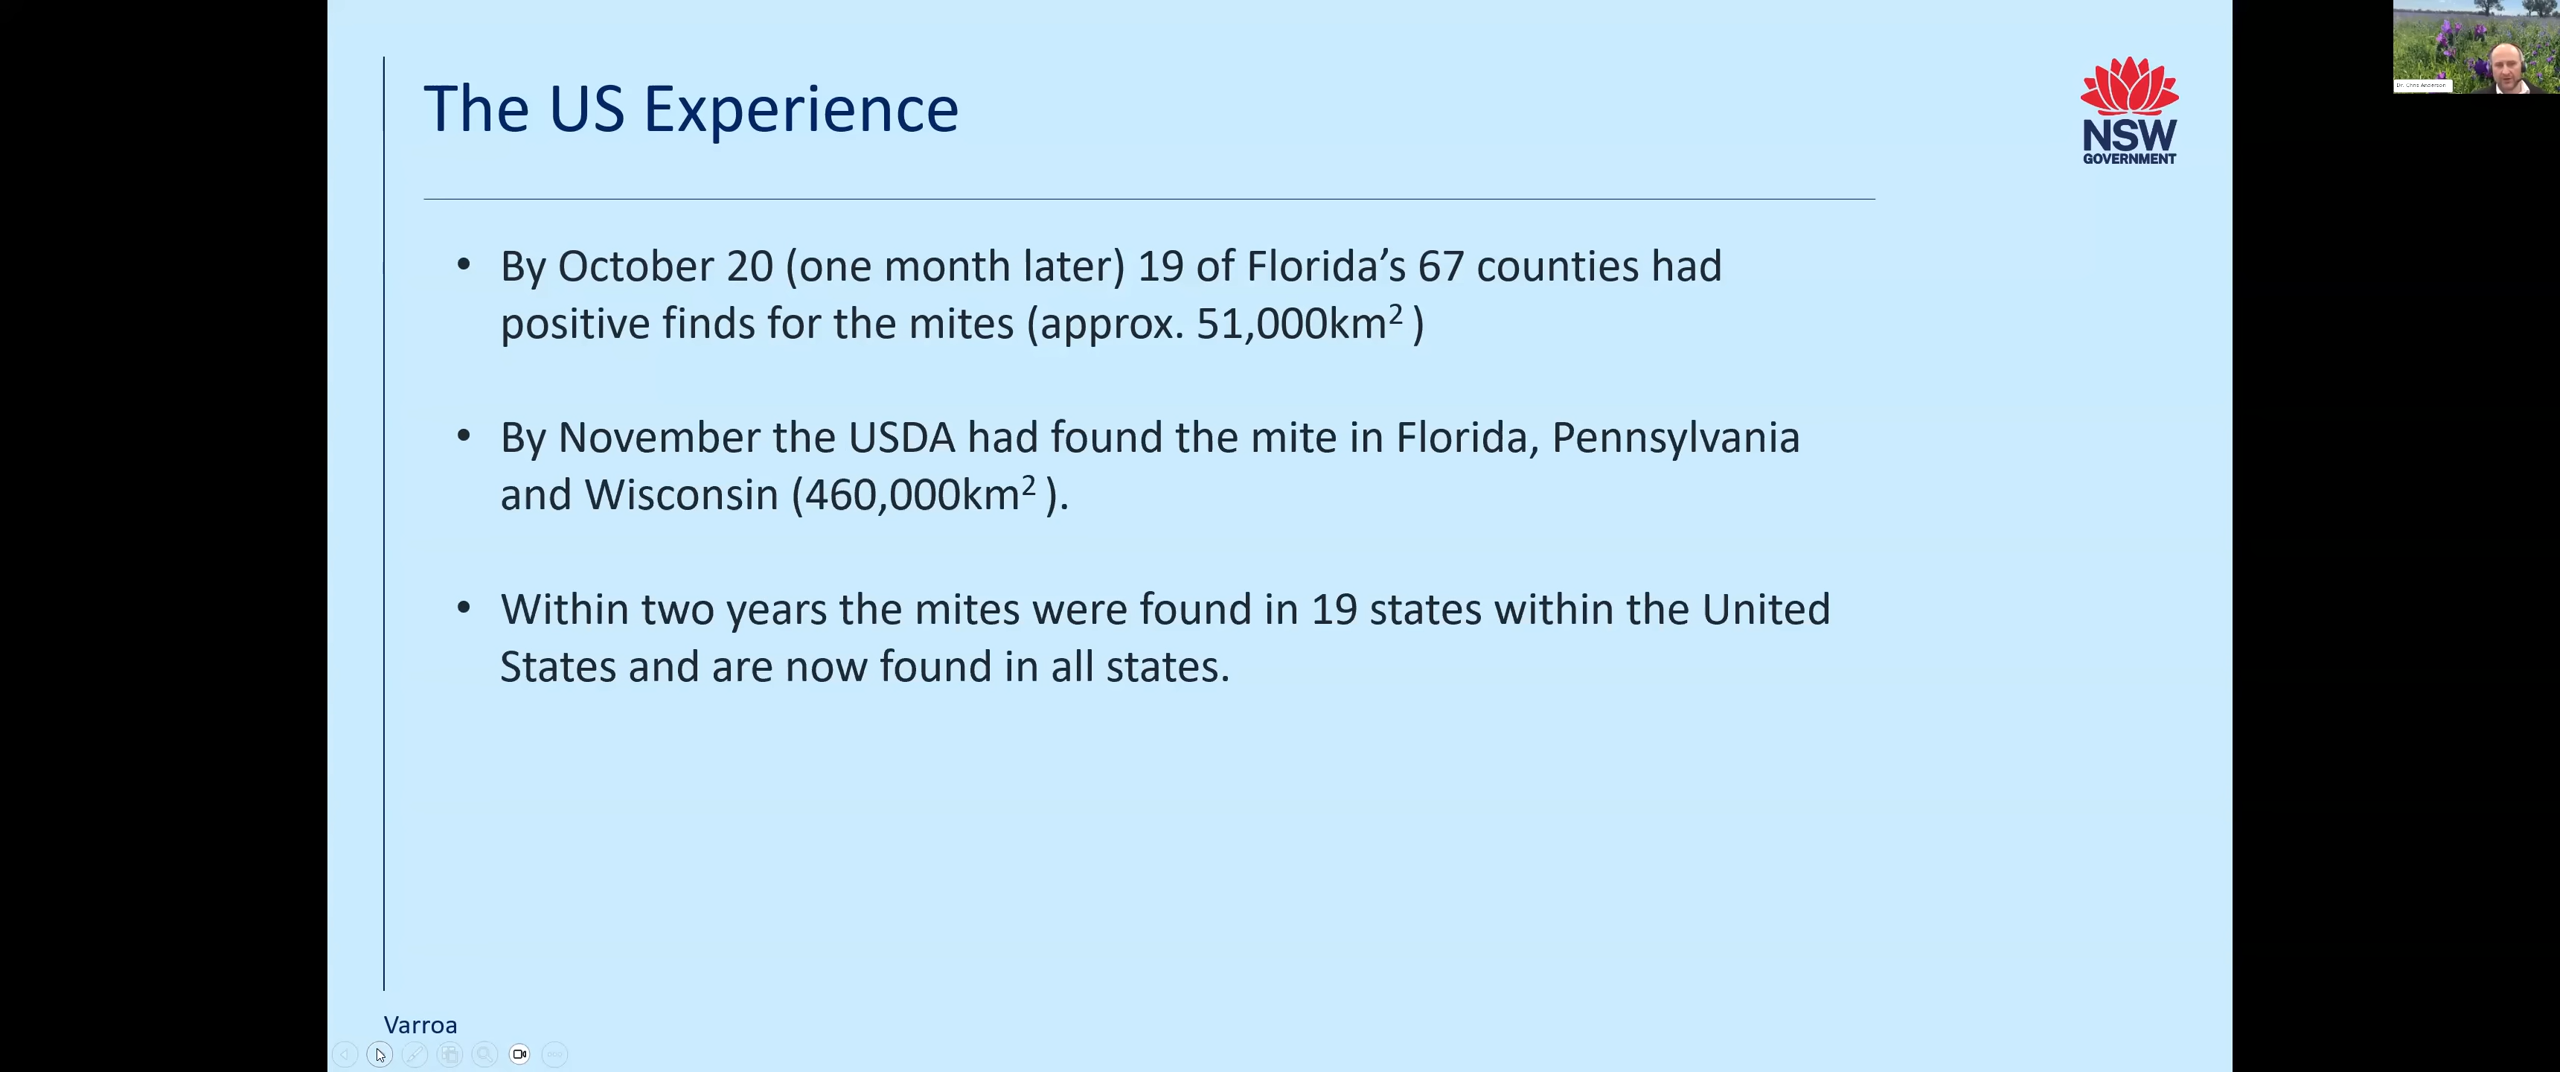 The US Experience
NSW
GOVERNMENT
• By October 20 (one month later) 19 of Florida’s 67 counties had
positive finds for the mites (approx. 51,000km² )
• By November the USDA had found the mite in Florida, Pennsylvania
and Wisconsin (460,000km² ).
• Within two years the mites were found in 19 states within the United
States and are now found in all states.
Varroa
Dr. Chris Anderson